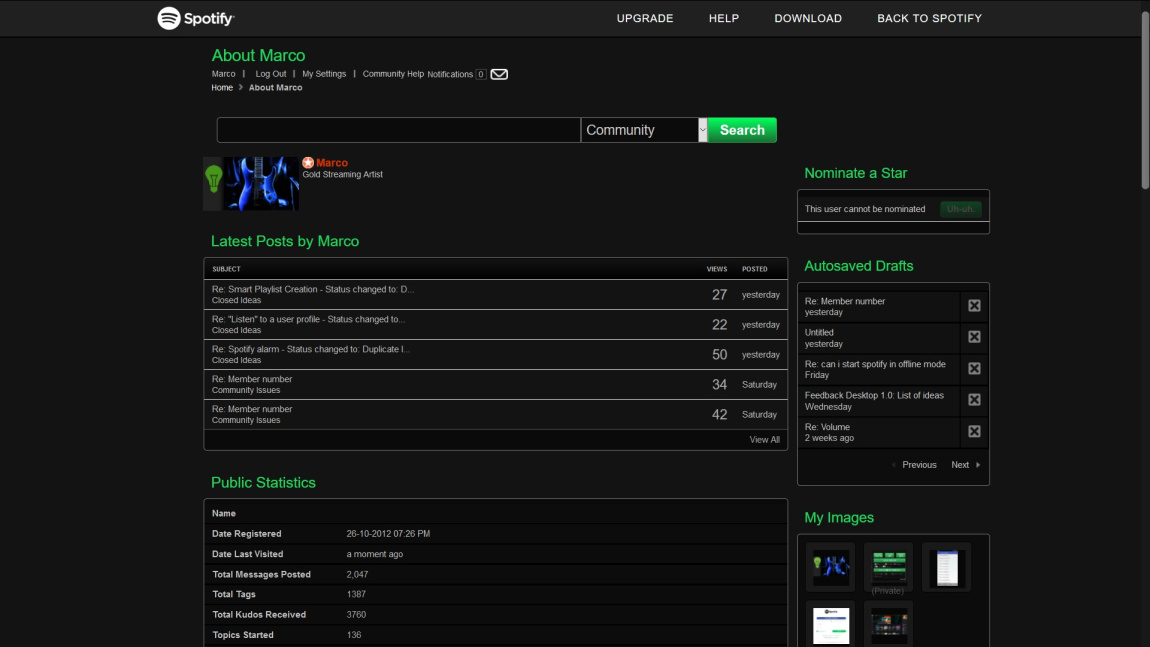 Spotify
UPGRADE HELP DOWNLOAD BACK TO SPOTIFY
About Marco
Marco | Log Out | My Settings | Community Help Notifications 0
Home > About Marco
Community Search
Marco
Gold Streaming Artist
Latest Posts by Marco
SUBJECT VIEWS POSTED
Re: Smart Playlist Creation - Status changed to: D...
Closed Ideas
27 yesterday
Re: "Listen" to a user profile - Status changed to...
Closed Ideas
22 yesterday
Re: Spotify alarm - Status changed to: Duplicate I...
Closed Ideas
50 yesterday
Re: Member number
Community Issues
34 Saturday
Re: Member number
Community Issues
42 Saturday
View All
Public Statistics
Name
Date Registered 26-10-2012 07:26 PM
Date Last Visited a moment ago
Total Messages Posted 2,047
Total Tags 1387
Total Kudos Received 3760
Topics Started 136
Nominate a Star
This user cannot be nominated Uh-oh.
Autosaved Drafts
Re: Member number
yesterday
Untitled
yesterday
Re: can i start spotify in offline mode
Friday
Feedback Desktop 1.0: List of ideas
Wednesday
Re: Volume
2 weeks ago
Previous Next
My Images
(Private)